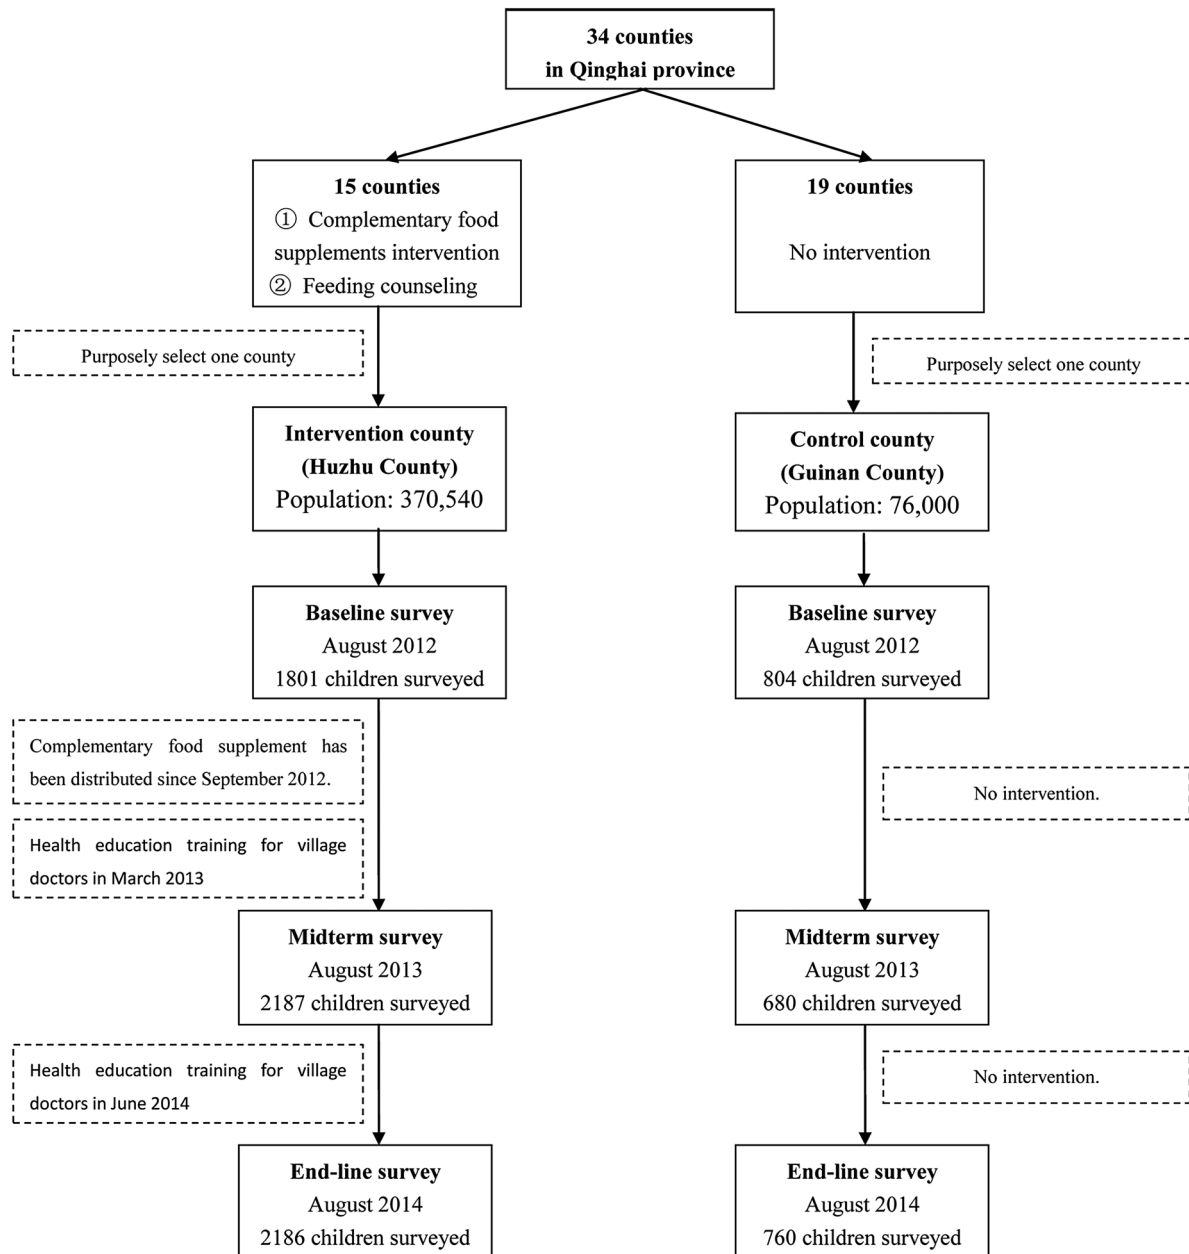 34 counties
in Qinghai province
15 counties
① Complementary food
supplements intervention
② Feeding counseling
19 counties
No intervention
Purposely select one county
Purposely select one county
Intervention county
(Huzhu County)
Population: 370,540
Control county
(Guinan County)
Population: 76,000
Baseline survey
August 2012
1801 children surveyed
Baseline survey
August 2012
804 children surveyed
Complementary food supplement has
been distributed since September 2012.
No intervention.
Health education training for village
doctors in March 2013
Midterm survey
August 2013
2187 children surveyed
Midterm survey
August 2013
680 children surveyed
Health education training for village
doctors in June 2014
No intervention.
End-line survey
August 2014
2186 children surveyed
End-line survey
August 2014
760 children surveyed